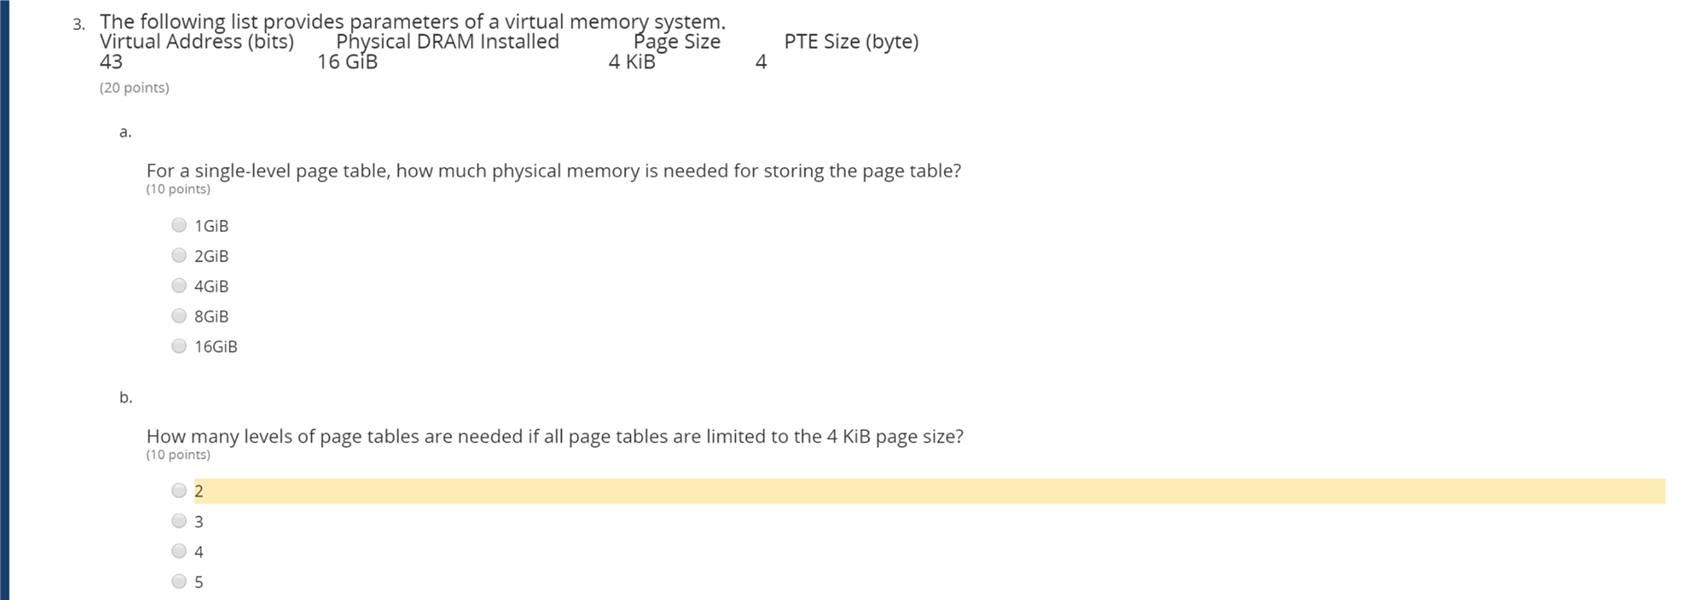 3. The following list provides parameters of a virtual memory system.
Virtual Address (bits) Physical DRAM Installed Page Size PTE Size (byte)
43 16 GiB 4 KiB 4
(20 points)
a.
For a single-level page table, how much physical memory is needed for storing the page table?
(10 points)
1GiB
2GiB
4GiB
8GiB
16GiB
b.
How many levels of page tables are needed if all page tables are limited to the 4 KiB page size?
(10 points)
2
3
4
5